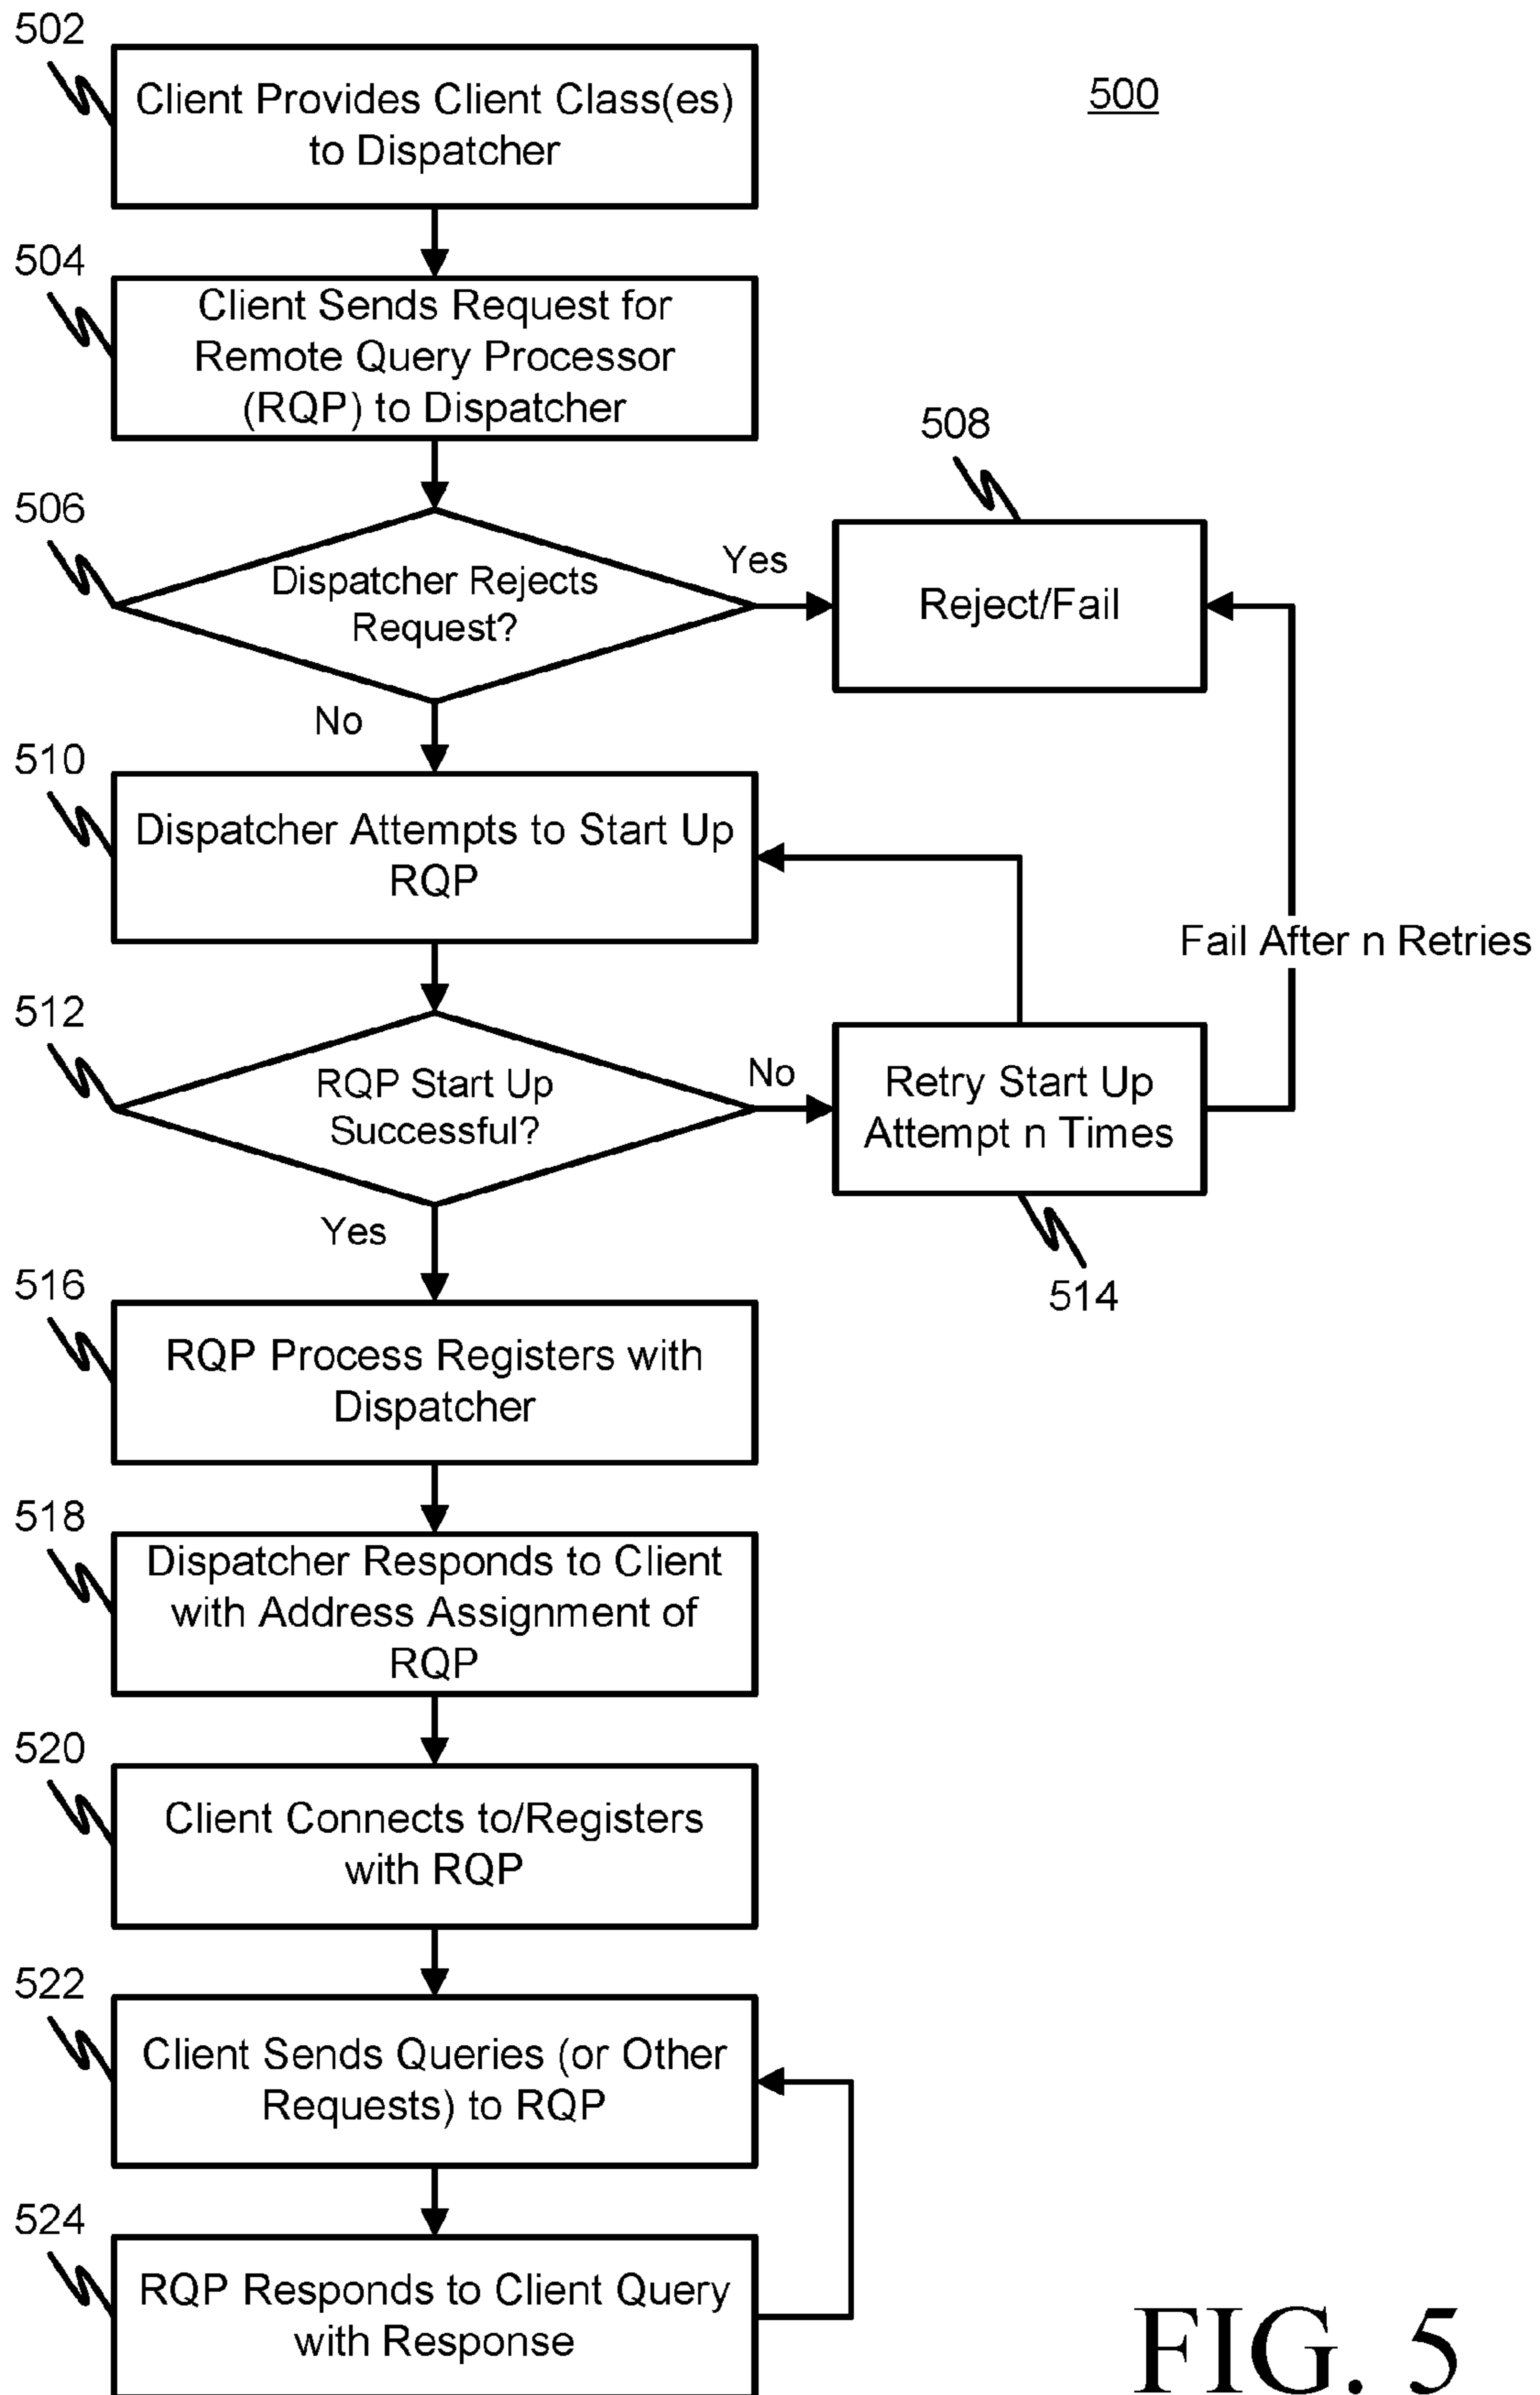 502
Client Provides Client Class(es)
to Dispatcher
500
504
Client Sends Request for
Remote Query Processor
(RQP) to Dispatcher
506
Dispatcher Rejects
Request?
Yes
508
Reject/Fail
No
510
Dispatcher Attempts to Start Up
RQP
Fail After n Retries
512
RQP Start Up
Successful?
No
Retry Start Up
Attempt n Times
514
Yes
516
RQP Process Registers with
Dispatcher
518
Dispatcher Responds to Client
with Address Assignment of
RQP
520
Client Connects to/Registers
with RQP
522
Client Sends Queries (or Other
Requests) to RQP
524
RQP Responds to Client Query
with Response
FIG. 5